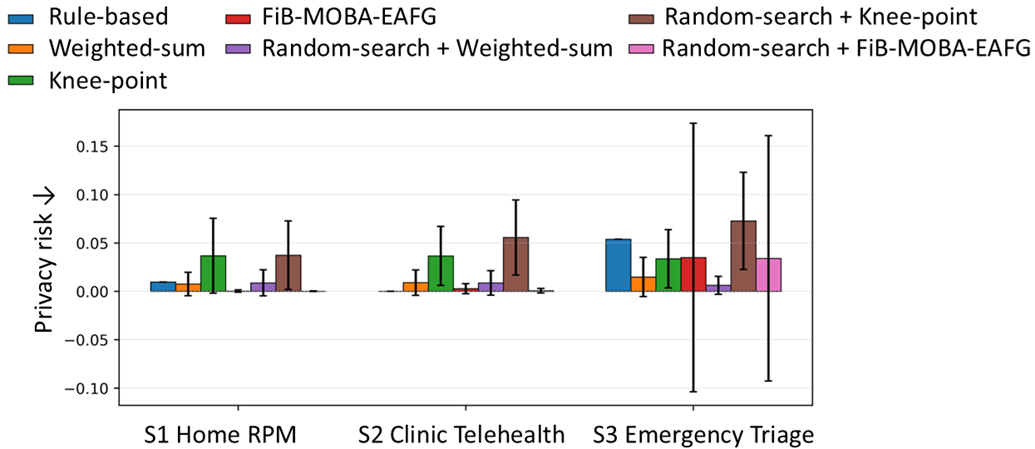 Rule-based
FiB-MOBA-EAFG
Random-search + Knee-point
Weighted-sum
Random-search + Weighted-sum
Random-search + FiB-MOBA-EAFG
Knee-point
Privacy risk ↓
0.15
0.10
0.05
0.00
−0.05
−0.10
S1 Home RPM
S2 Clinic Telehealth
S3 Emergency Triage